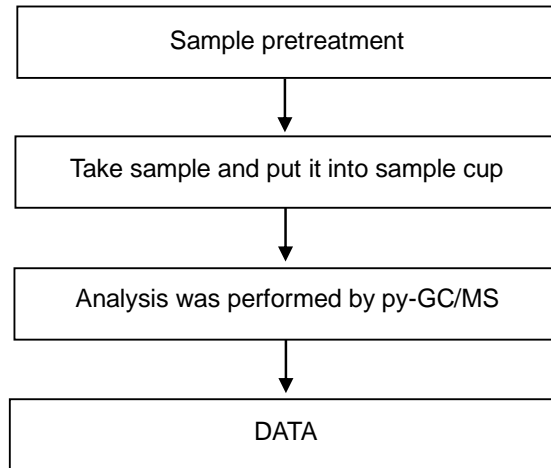 Sample pretreatment
Take sample and put it into sample cup
Analysis was performed by py-GC/MS
DATA